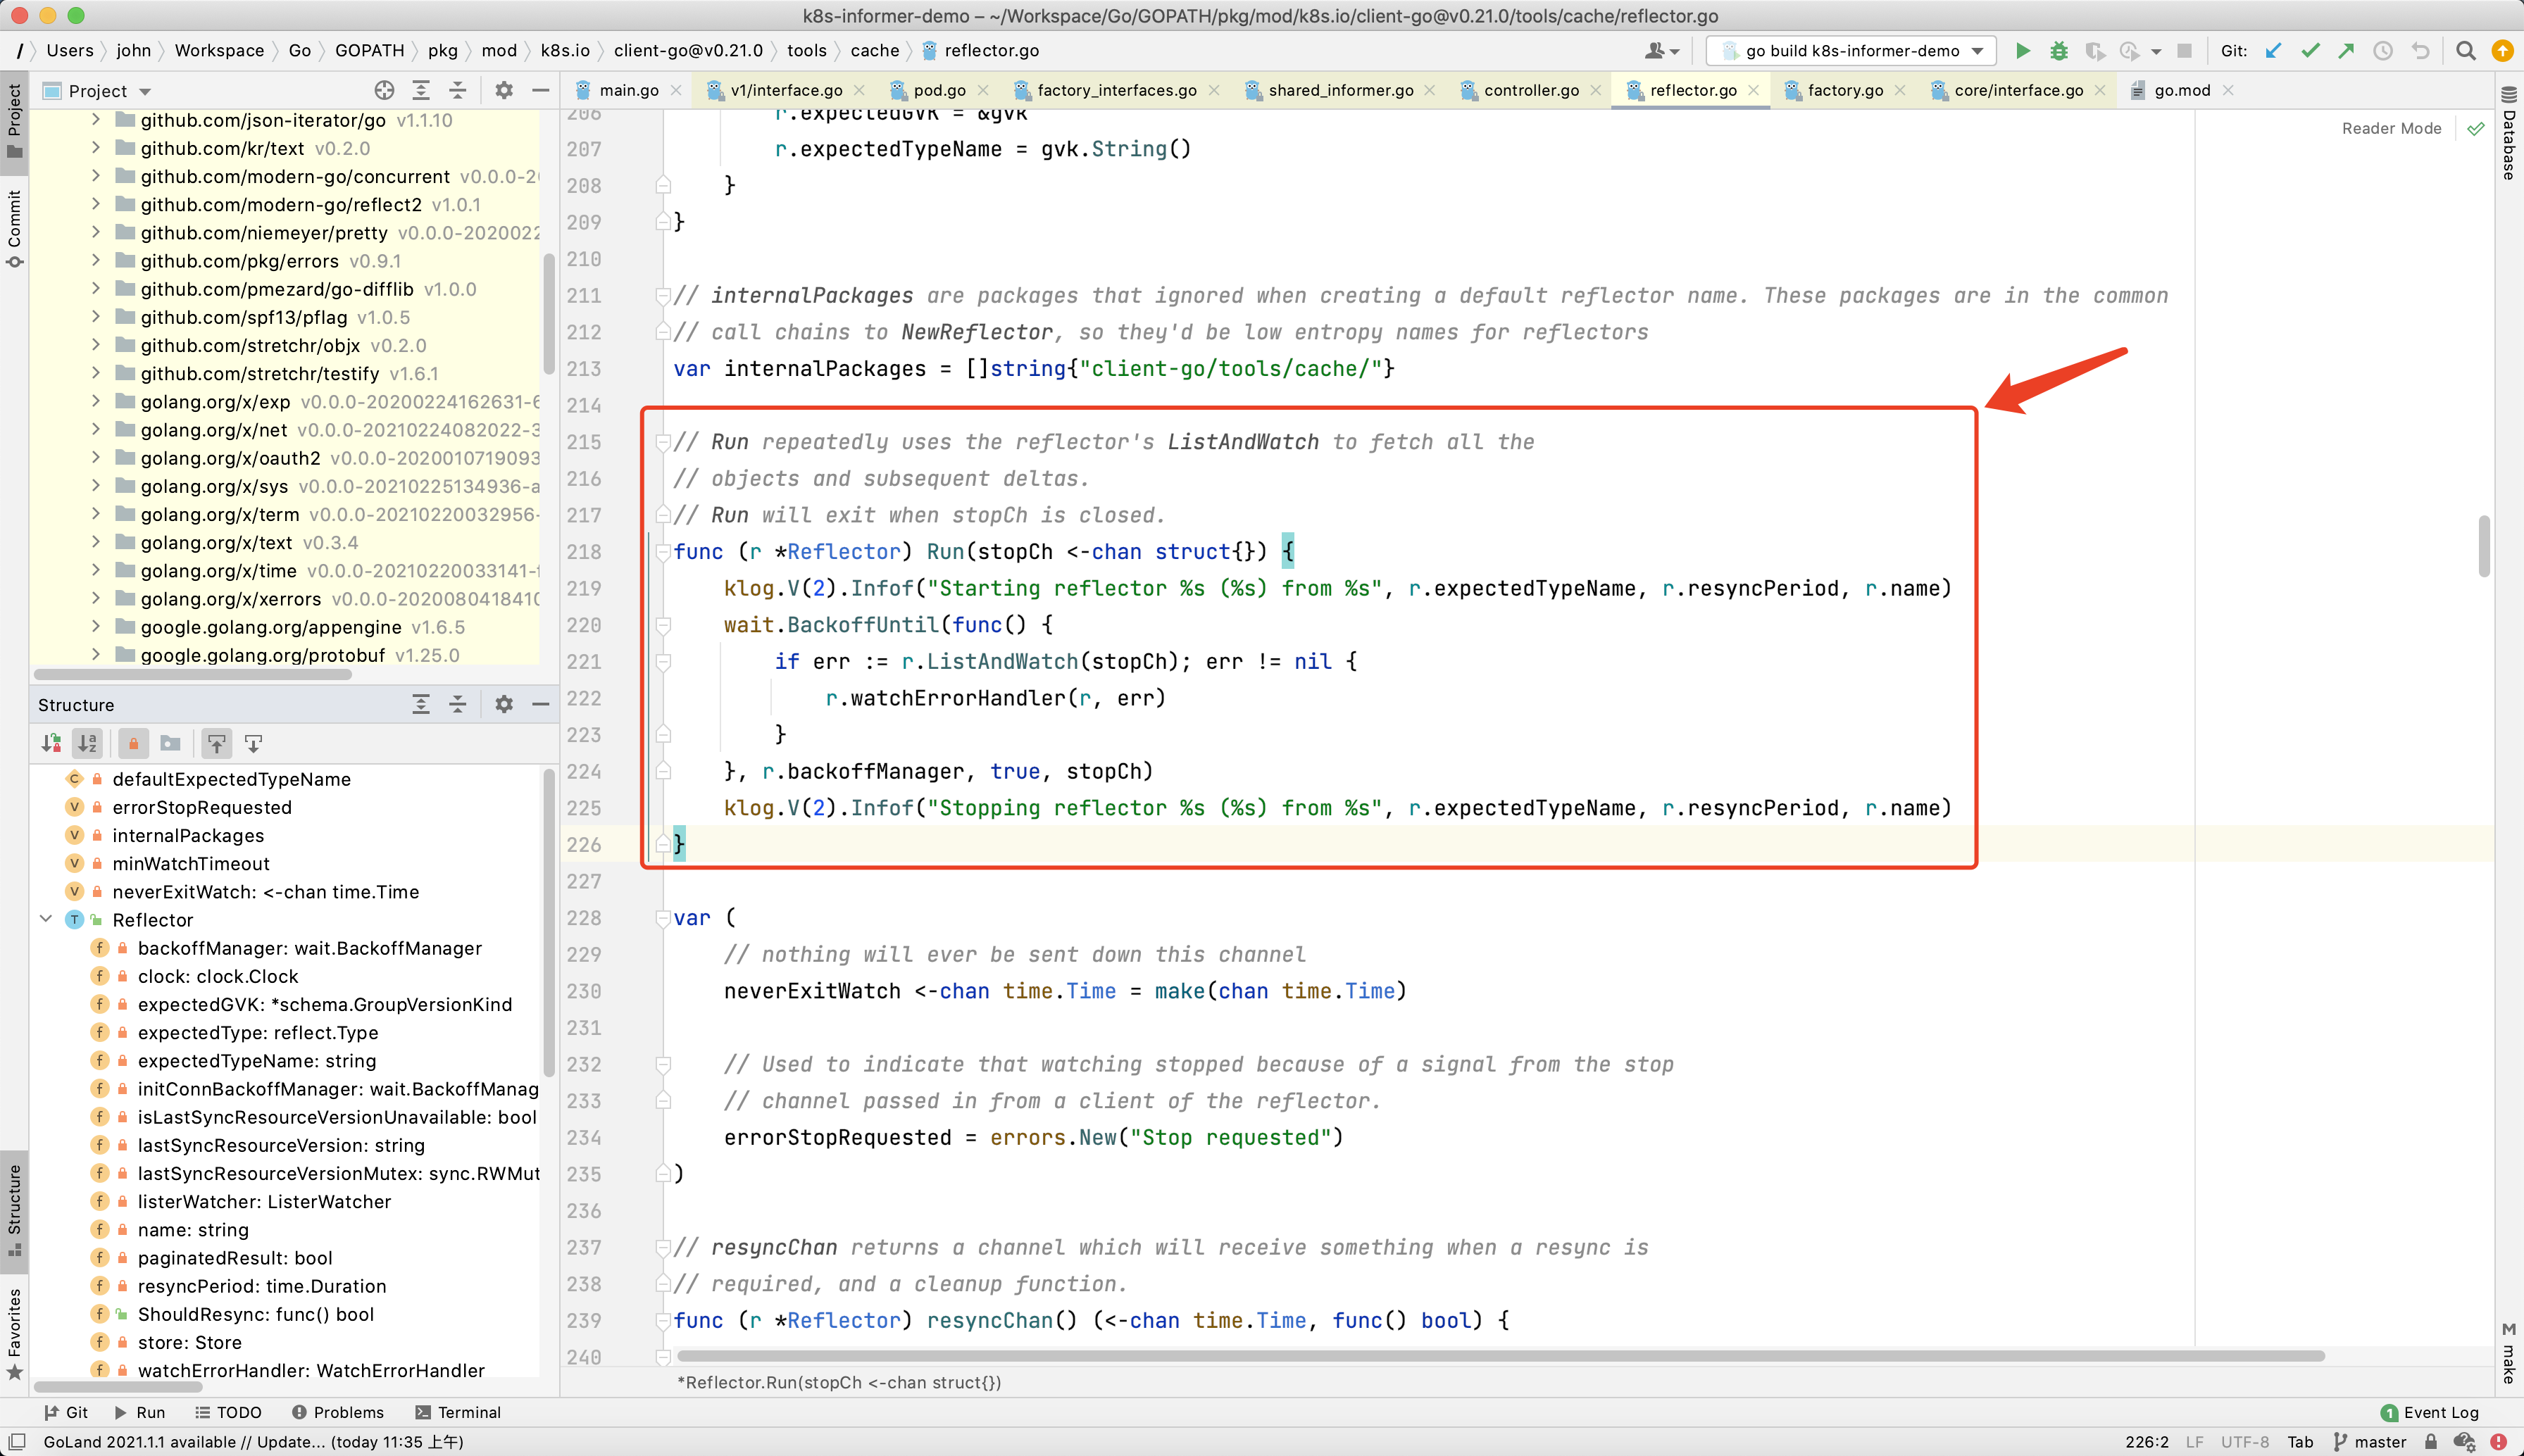 k8s-informer-demo – ~/Workspace/Go/GOPATH/pkg/mod/k8s.io/client-go@v0.21.0/tools/cache/reflector.go
/ Users john Workspace Go GOPATH pkg mod k8s.io client-go@v0.21.0 tools cache reflector.go
go build k8s-informer-demo
Git:
Project
main.go v1/interface.go pod.go factory_interfaces.go shared_informer.go controller.go reflector.go factory.go core/interface.go go.mod
Project
Commit
Structure
Favorites
github.com/json-iterator/go v1.1.10
github.com/kr/text v0.2.0
github.com/modern-go/concurrent v0.0.0-20
github.com/modern-go/reflect2 v1.0.1
github.com/niemeyer/pretty v0.0.0-2020022
github.com/pkg/errors v0.9.1
github.com/pmezard/go-difflib v1.0.0
github.com/spf13/pflag v1.0.5
github.com/stretchr/objx v0.2.0
github.com/stretchr/testify v1.6.1
golang.org/x/exp v0.0.0-20200224162631-6
golang.org/x/net v0.0.0-20210224082022-3
golang.org/x/oauth2 v0.0.0-2020010719093
golang.org/x/sys v0.0.0-20210225134936-a
golang.org/x/term v0.0.0-20210220032956-
golang.org/x/text v0.3.4
golang.org/x/time v0.0.0-20210220033141-f
golang.org/x/xerrors v0.0.0-2020080418410
google.golang.org/appengine v1.6.5
google.golang.org/protobuf v1.25.0
Structure
defaultExpectedTypeName
errorStopRequested
internalPackages
minWatchTimeout
neverExitWatch: <-chan time.Time
Reflector
backoffManager: wait.BackoffManager
clock: clock.Clock
expectedGVK: *schema.GroupVersionKind
expectedType: reflect.Type
expectedTypeName: string
initConnBackoffManager: wait.BackoffManag
isLastSyncResourceVersionUnavailable: bool
lastSyncResourceVersion: string
lastSyncResourceVersionMutex: sync.RWMut
listerWatcher: ListerWatcher
name: string
paginatedResult: bool
resyncPeriod: time.Duration
ShouldResync: func() bool
store: Store
watchErrorHandler: WatchErrorHandler
Reader Mode
206 r.expectedGVK = &gvk
207 r.expectedTypeName = gvk.String()
208 }
209 }
210
211 // internalPackages are packages that ignored when creating a default reflector name. These packages are in the common
212 // call chains to NewReflector, so they'd be low entropy names for reflectors
213 var internalPackages = []string{"client-go/tools/cache/"}
214
215 // Run repeatedly uses the reflector's ListAndWatch to fetch all the
216 // objects and subsequent deltas.
217 // Run will exit when stopCh is closed.
218 func (r *Reflector) Run(stopCh <-chan struct{}) {
219 klog.V(2).Infof("Starting reflector %s (%s) from %s", r.expectedTypeName, r.resyncPeriod, r.name)
220 wait.BackoffUntil(func() {
221 if err := r.ListAndWatch(stopCh); err != nil {
222 r.watchErrorHandler(r, err)
223 }
224 }, r.backoffManager, true, stopCh)
225 klog.V(2).Infof("Stopping reflector %s (%s) from %s", r.expectedTypeName, r.resyncPeriod, r.name)
226 }
227
228 var (
229 // nothing will ever be sent down this channel
230 neverExitWatch <-chan time.Time = make(chan time.Time)
231
232 // Used to indicate that watching stopped because of a signal from the stop
233 // channel passed in from a client of the reflector.
234 errorStopRequested = errors.New("Stop requested")
235 )
236
237 // resyncChan returns a channel which will receive something when a resync is
238 // required, and a cleanup function.
239 func (r *Reflector) resyncChan() (<-chan time.Time, func() bool) {
240
*Reflector.Run(stopCh <-chan struct{})
Database
make
Git Run TODO Problems Terminal
1 Event Log
GoLand 2021.1.1 available // Update... (today 11:35 上午)
226:2 LF UTF-8 Tab master